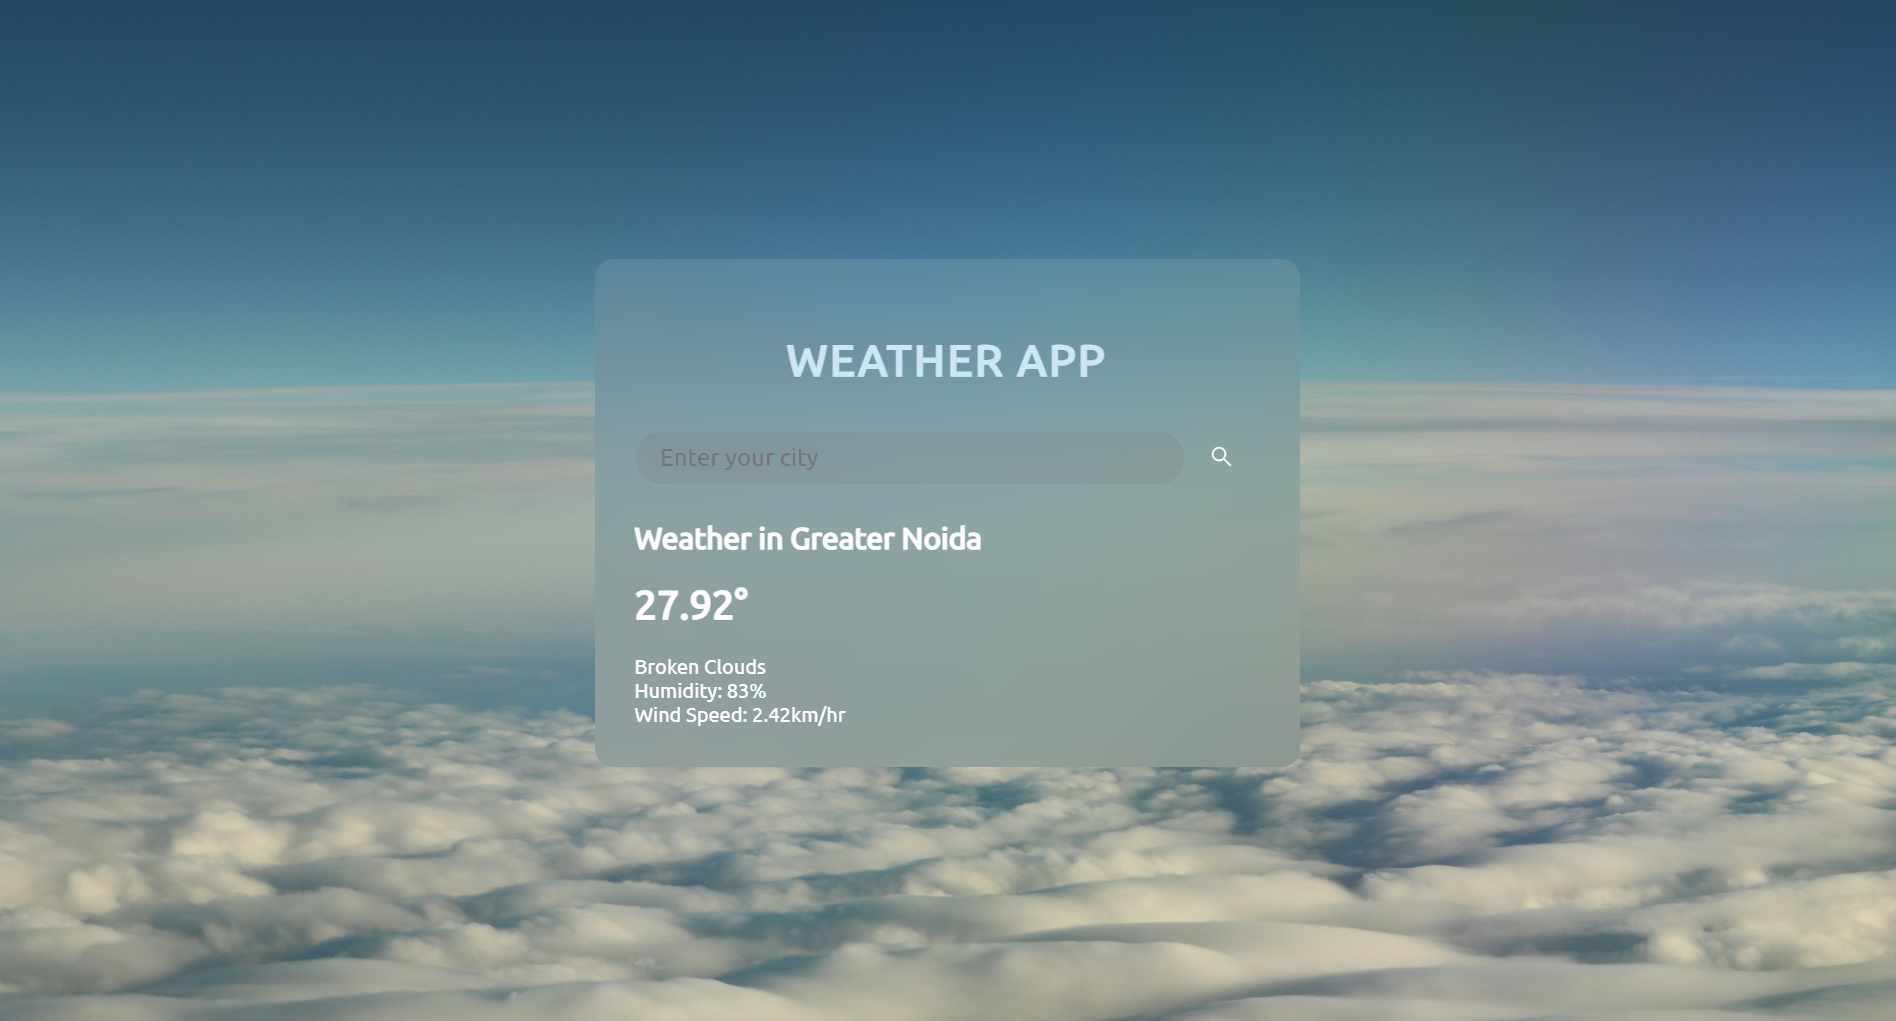 WEATHER APP
Enter your city
Weather in Greater Noida
27.92°
Broken Clouds
Humidity: 83%
Wind Speed: 2.42km/hr